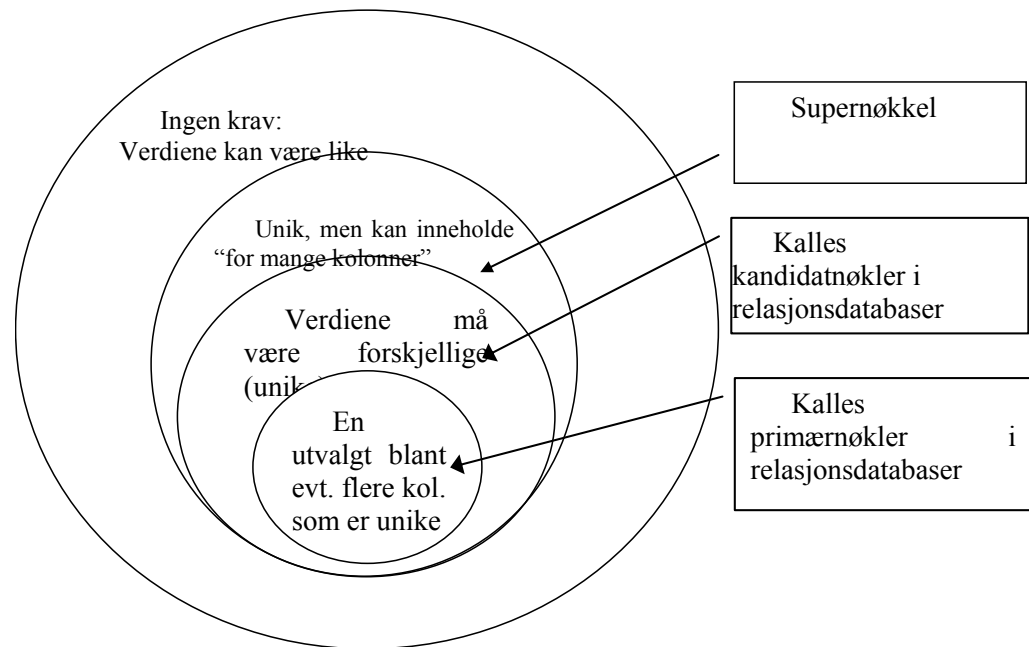 Ingen krav:
Verdiene kan være like
Unik, men kan inneholde
“for mange kolonner”
Verdiene må
være forskjellige
(unik
En
utvalgt blant
evt. flere kol.
som er unike
Supernøkkel
Kalles
kandidatnøkler i
relasjonsdatabaser
Kalles
primærnøkler i
relasjonsdatabaser